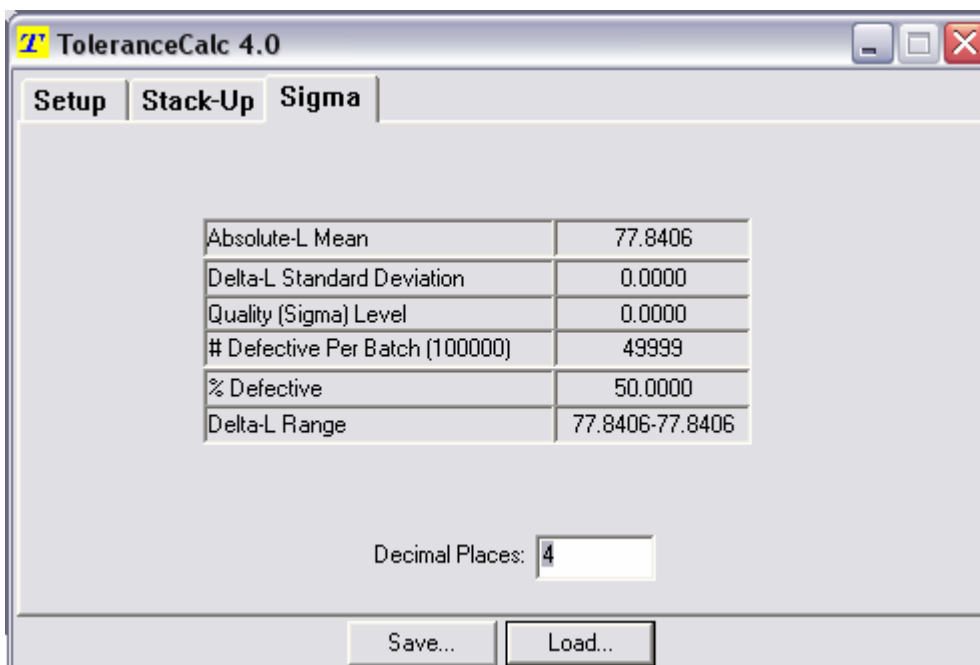 T ToleranceCalc 4.0
Setup Stack-Up Sigma
Absolute-L Mean 77.8406
Delta-L Standard Deviation 0.0000
Quality (Sigma) Level 0.0000
# Defective Per Batch (100000) 49999
% Defective 50.0000
Delta-L Range 77.8406-77.8406
Decimal Places: 4
Save... Load...